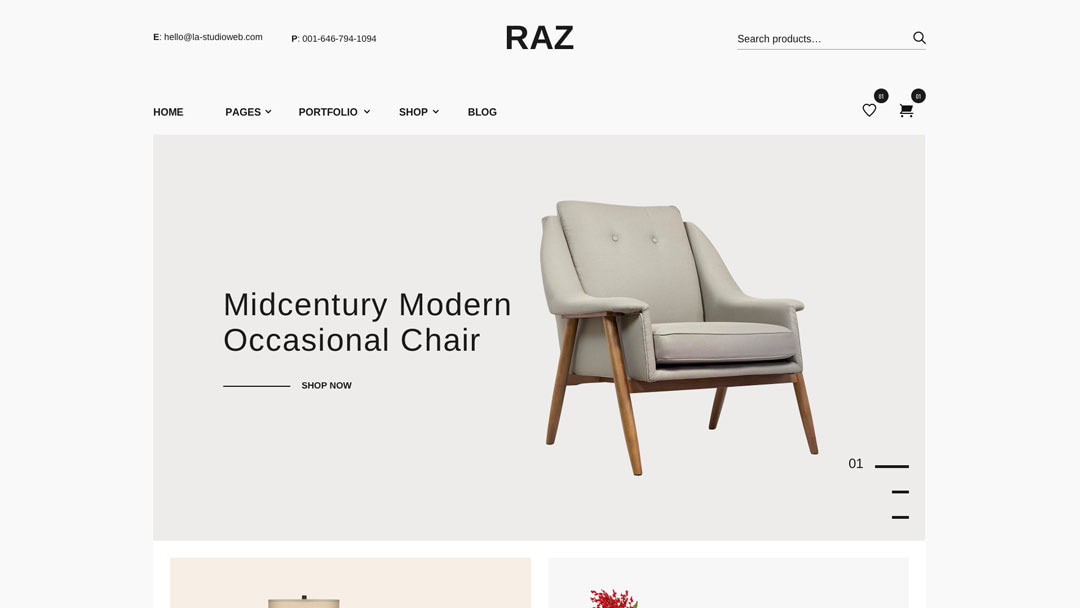 E: hello@la-studioweb.com
P: 001-646-794-1094
RAZ
Search products…
HOME
PAGES
PORTFOLIO
SHOP
BLOG
01
01
Midcentury Modern
Occasional Chair
SHOP NOW
01